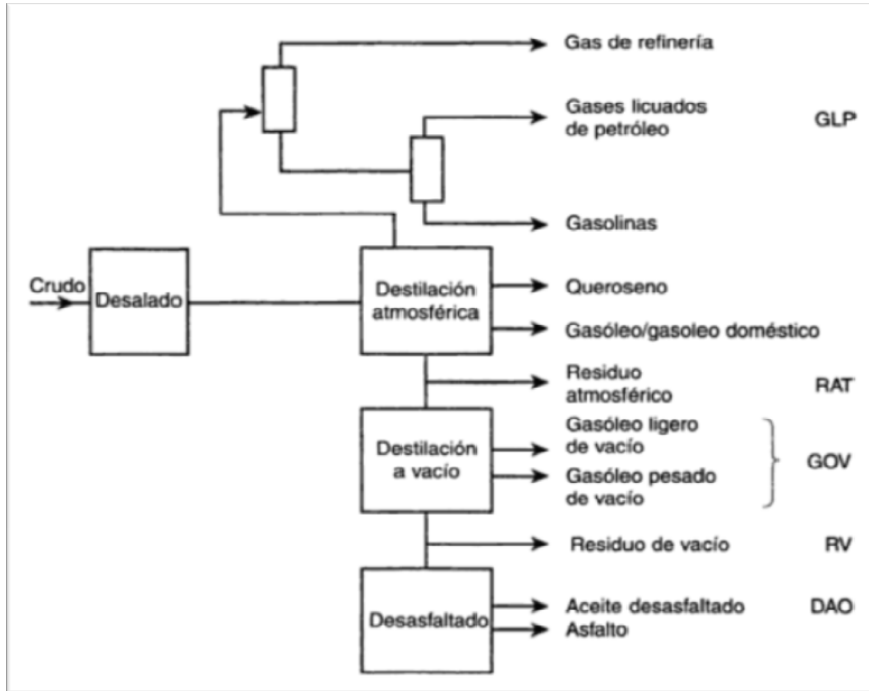 Gas de refinería
Gases licuados
de petróleo
GLP
Gasolinas
Crudo
Desalado
Destilación
atmosférica
Queroseno
Gasóleo/gasoleo doméstico
Residuo
atmosférico
RAT
Destilación
a vacío
Gasóleo ligero
de vacío
Gasóleo pesado
de vacío
GOV
Residuo de vacío
RV
Desasfaltado
Aceite desasfaltado
DAO
Asfalto